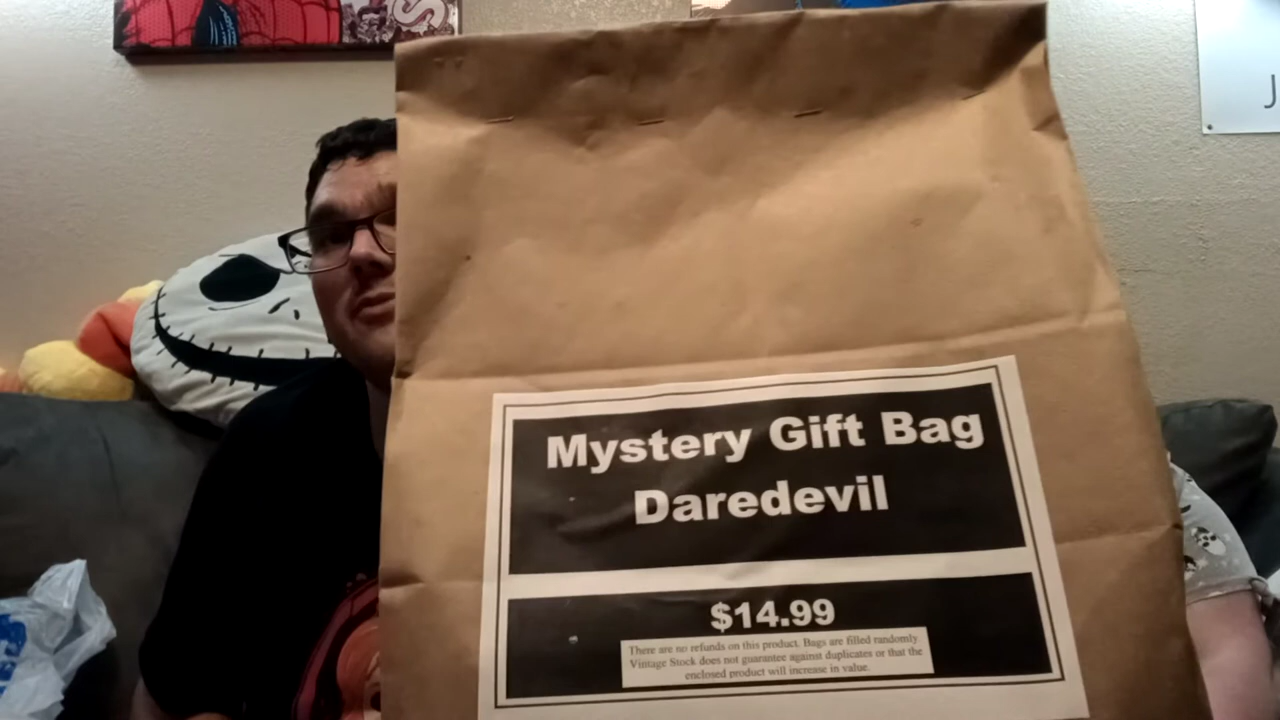 J
Mystery Gift Bag
Daredevil
$14.99
There are no refunds on this product. Bags are filled randomly.
Vintage Stock does not guarantee against duplicates or that the
enclosed product will increase in value.